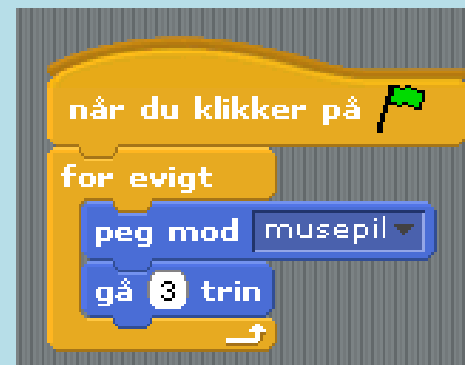 når du klikker på
for evigt
peg mod musepil
gå 3 trin